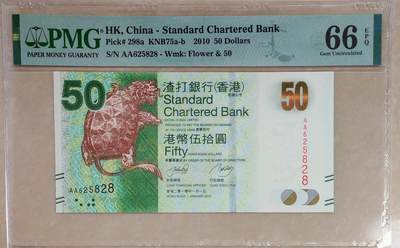 PMG
PAPER MONEY GUARANTY
HK, China - Standard Chartered Bank
Pick# 298a KNB75a-b 2010 50 Dollars
S/N AA625828 - Wmk: Flower & 50
66 EPQ
Gem Uncirculated
50
渣打銀行(香港)
Standard
Chartered Bank
港幣伍拾圓
Fifty
50
AA625828
AA625828